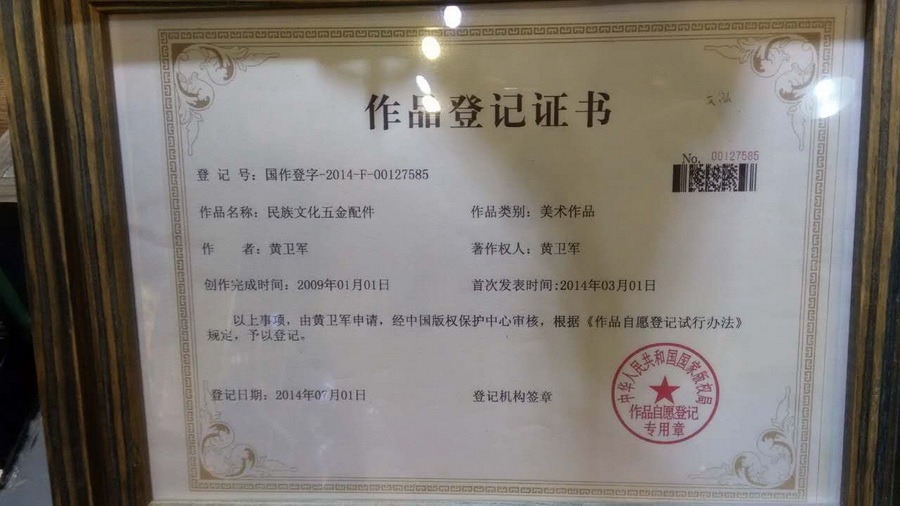 作品登记证书
No. 00127585
登 记 号：国作登字-2014-F-00127585
作品名称：民族文化五金配件
作品类别：美术作品
作 者：黄卫军
著作权人：黄卫军
创作完成时间：2009年01月01日
首次发表时间：2014年03月01日
以上事项，由黄卫军申请，经中国版权保护中心审核，根据《作品自愿登记试行办法》
规定，予以登记。
登记日期：2014年07月01日
登记机构签章
中华人民共和国国家版权局
作品自愿登记
专用章